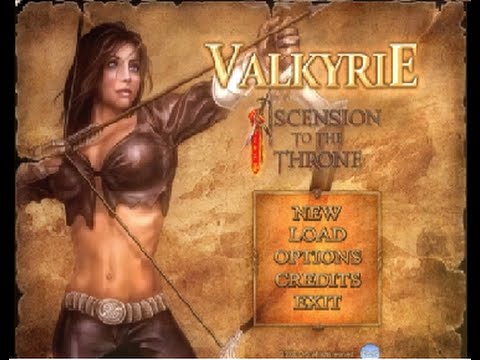 VALKYRIE
ASCENSION
TO THE
THRONE
NEW
LOAD
OPTIONS
CREDITS
EXIT